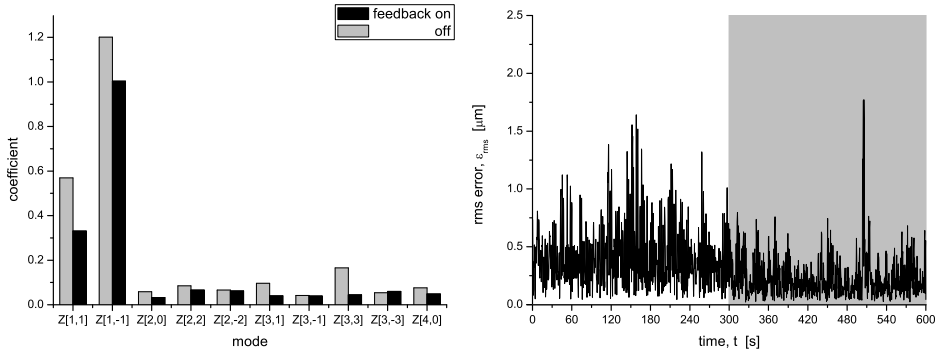 feedback on
off
coefficient
1.2
1.0
0.8
0.6
0.4
0.2
0.0
Z[1,1] Z[1,-1] Z[2,0] Z[2,2] Z[2,-2] Z[3,1] Z[3,-1] Z[3,3] Z[3,-3] Z[4,0]
mode
rms error, ε_rms [μm]
2.5
2.0
1.5
1.0
0.5
0.0
0 60 120 180 240 300 360 420 480 540 600
time, t [s]